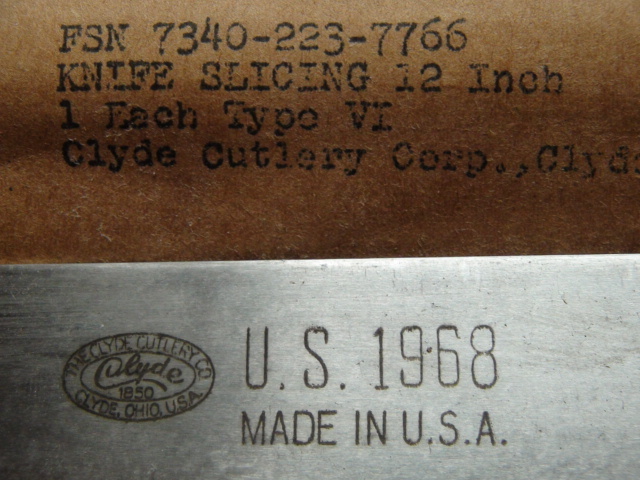 FSN 7340-223-7766
KNIFE SLICING 12 Inch
1 Each Type VI
Clyde Cutlery Corp., Clyde
THE CLYDE CUTLERY CO.
Clyde
1850
CLYDE, OHIO, U.S.A.
U.S. 1968
MADE IN U.S.A.